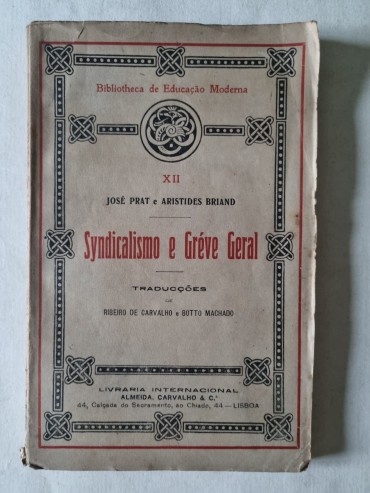 Bibliotheca de Educação Moderna
XII
JOSÉ PRAT e ARISTIDES BRIAND
Syndicalismo e Gréve Geral
TRADUCÇÕES
DE
RIBEIRO DE CARVALHO e BOTTO MACHADO
LIVRARIA INTERNACIONAL
ALMEIDA, CARVALHO & C.ª
44, Calçada do Sacramento, ao Chiado, 44 — LISBOA